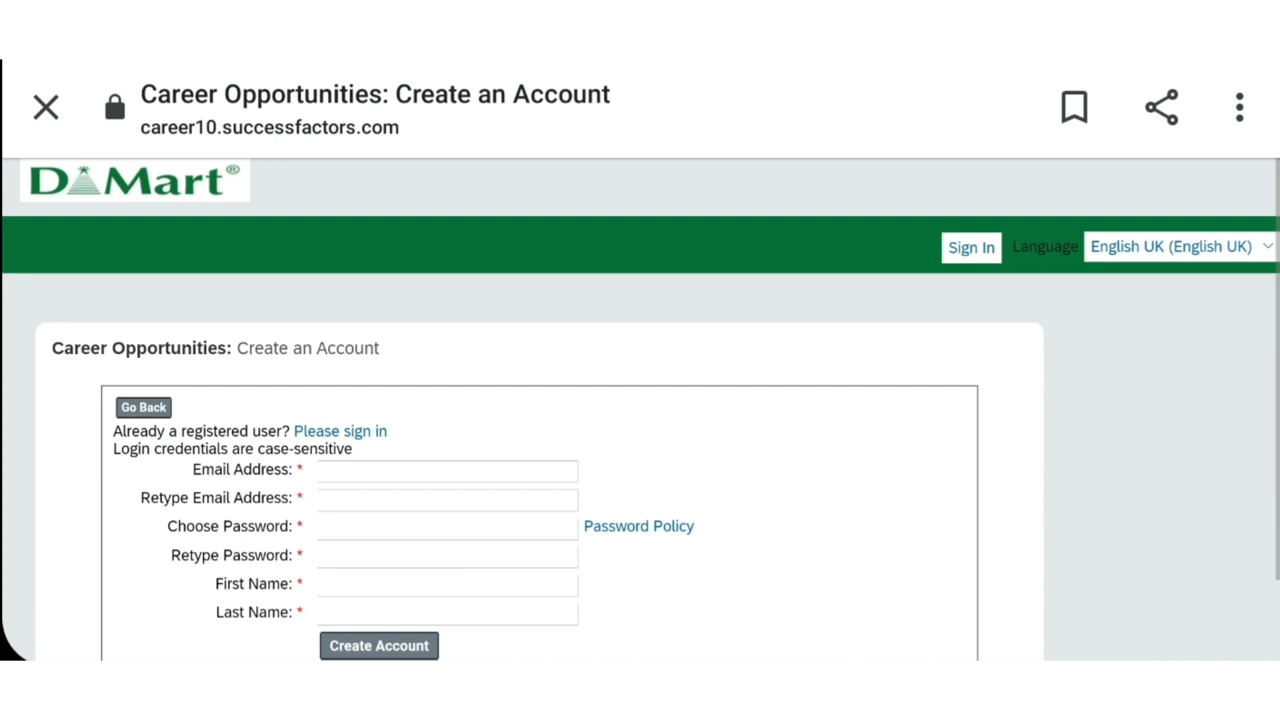 Career Opportunities: Create an Account
career10.successfactors.com
D Mart®
Sign In Language English UK (English UK)
Career Opportunities: Create an Account
Go Back
Already a registered user? Please sign in
Login credentials are case-sensitive
Email Address: *
Retype Email Address: *
Choose Password: * Password Policy
Retype Password: *
First Name: *
Last Name: *
Create Account